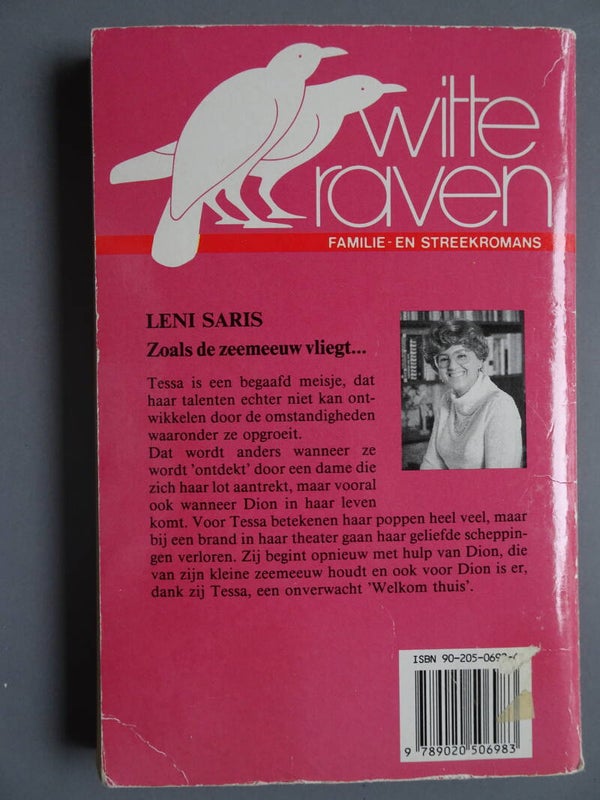 witte
raven
FAMILIE- EN STREEKROMANS
LENI SARIS
Zoals de zeemeeuw vliegt...
Tessa is een begaafd meisje, dat
haar talenten echter niet kan ont-
wikkelen door de omstandigheden
waaronder ze opgroeit.
Dat wordt anders wanneer ze
wordt 'ontdekt' door een dame die
zich haar lot aantrekt, maar vooral
ook wanneer Dion in haar leven
komt. Voor Tessa betekenen haar poppen heel veel, maar
bij een brand in haar theater gaan haar geliefde scheppin-
gen verloren. Zij begint opnieuw met hulp van Dion, die
van zijn kleine zeemeeuw houdt en ook voor Dion is er,
dank zij Tessa, een onverwacht 'Welkom thuis'.
ISBN 90-205-069
9 789020 506983